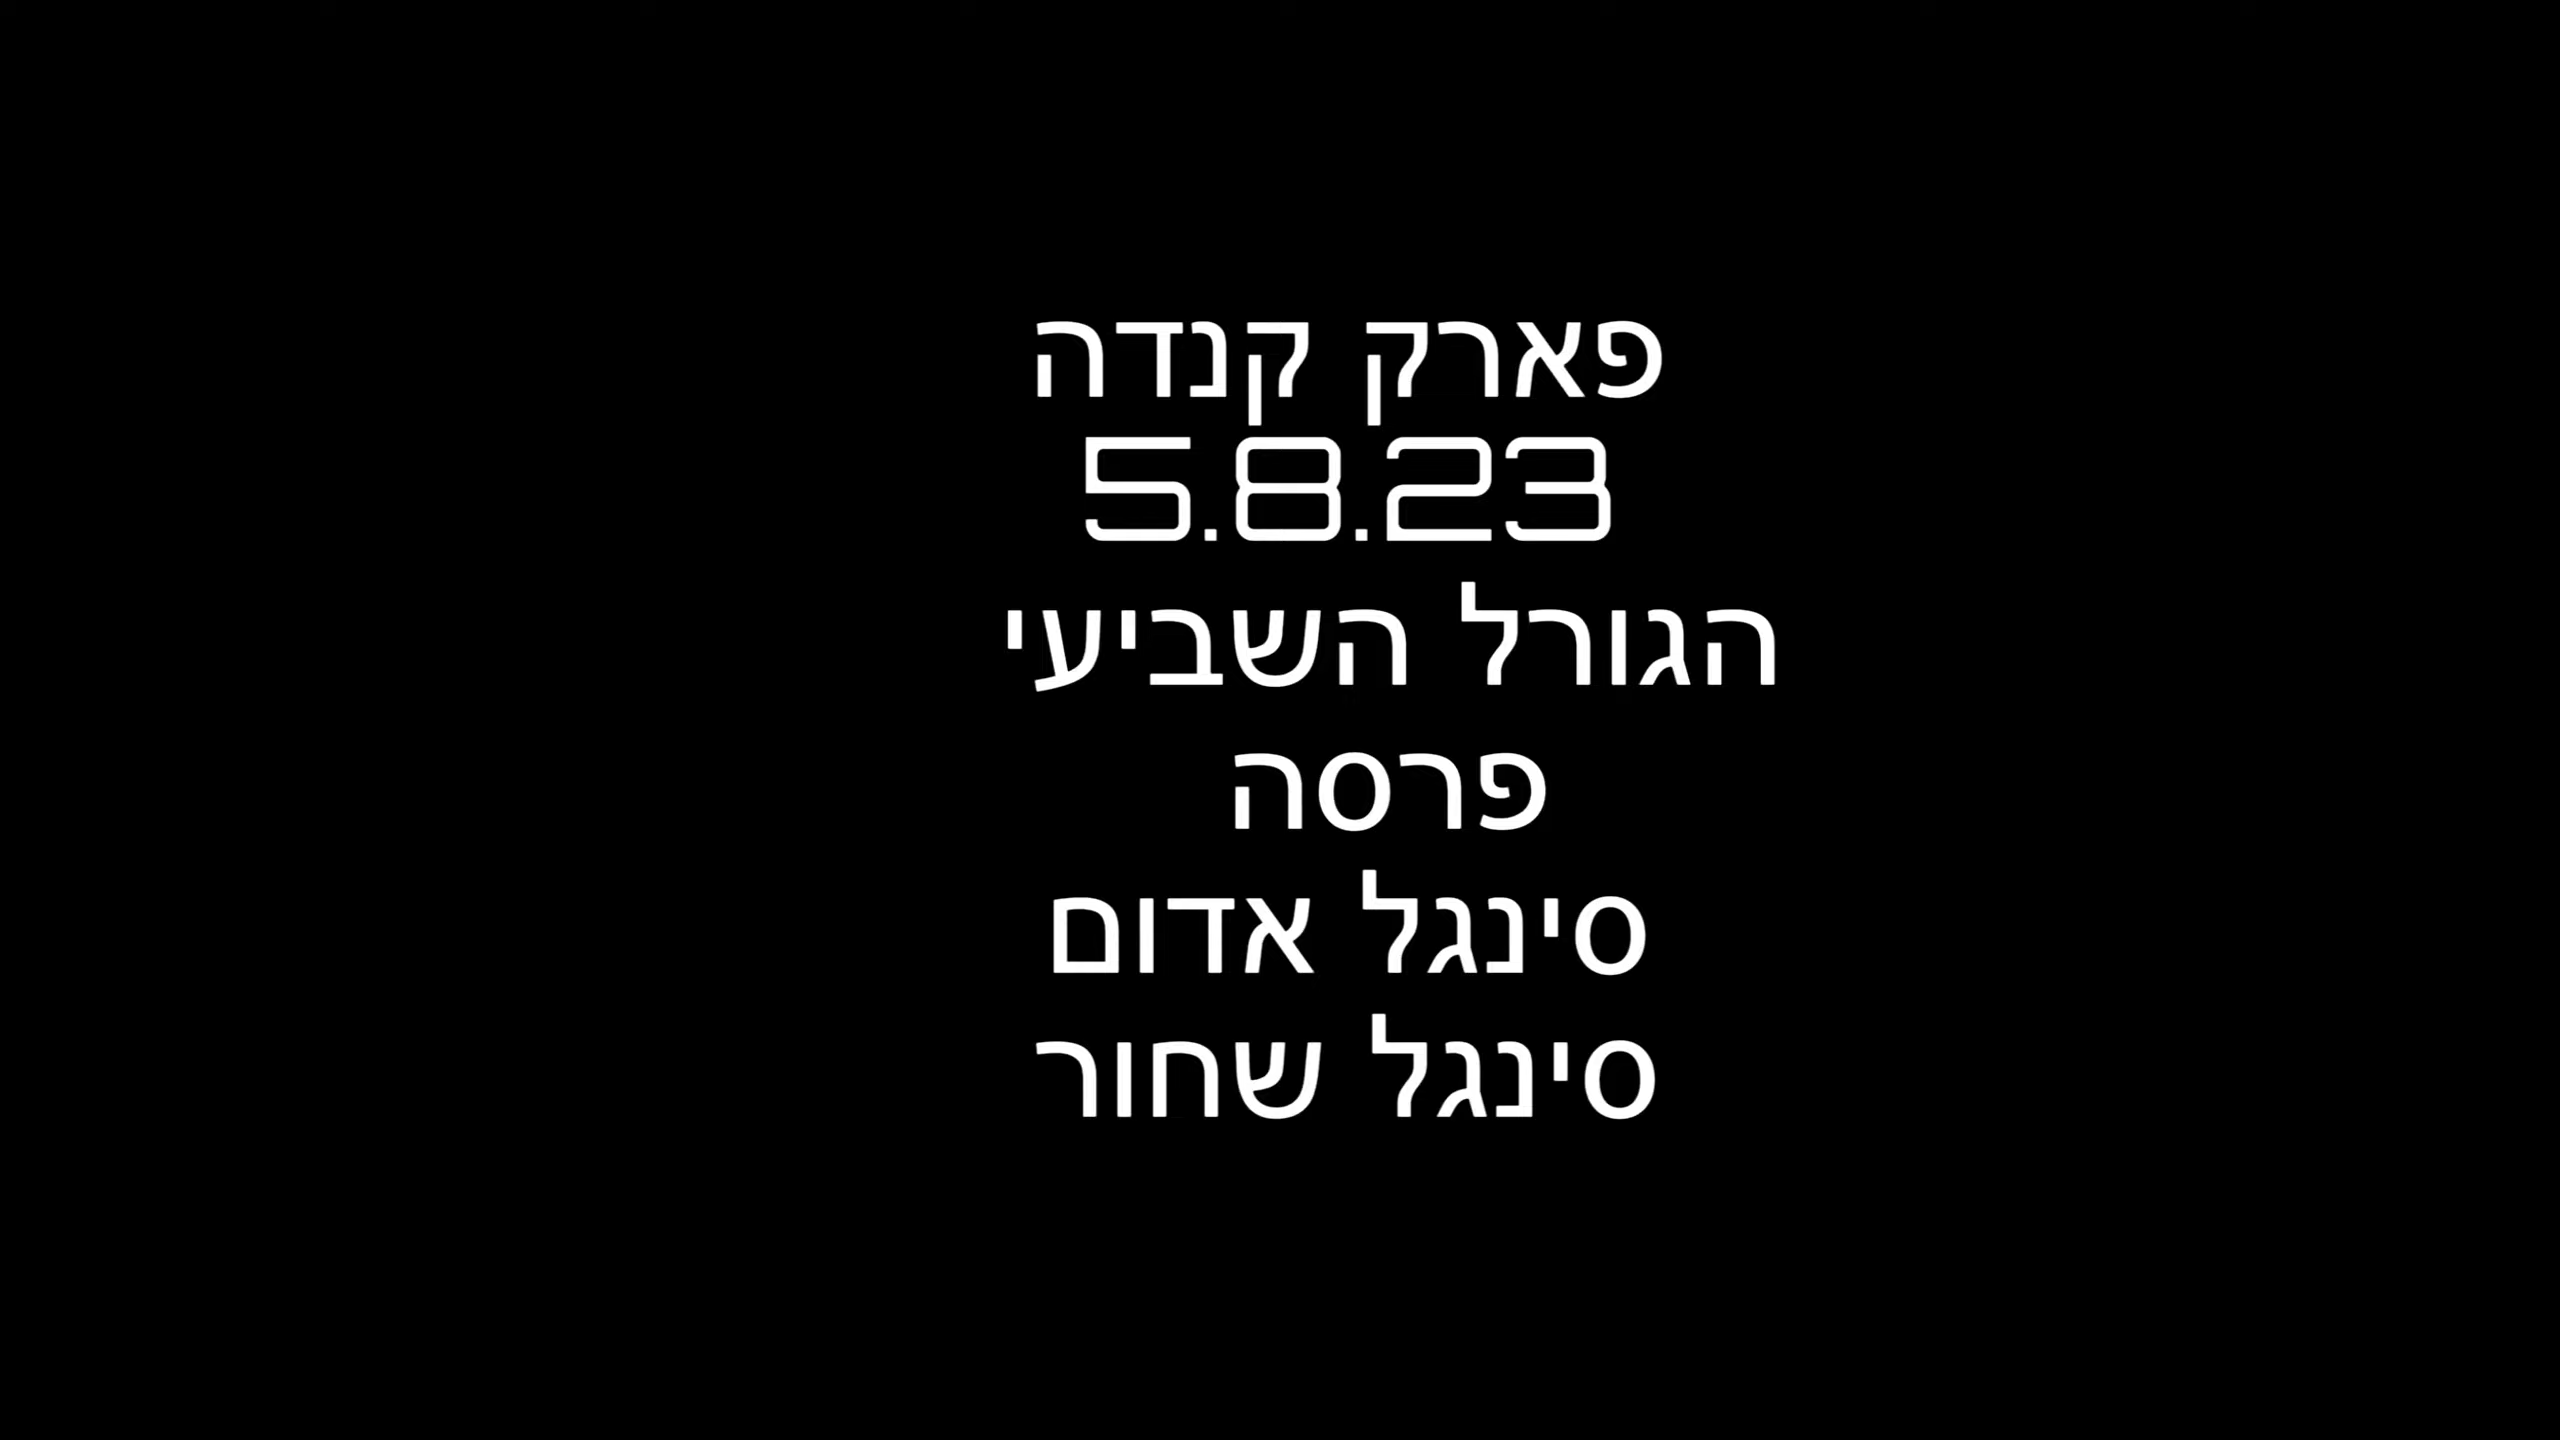 פארק קנדה
5.8.23
הגורל השביעי
פרסה
סינגל אדום
סינגל שחור